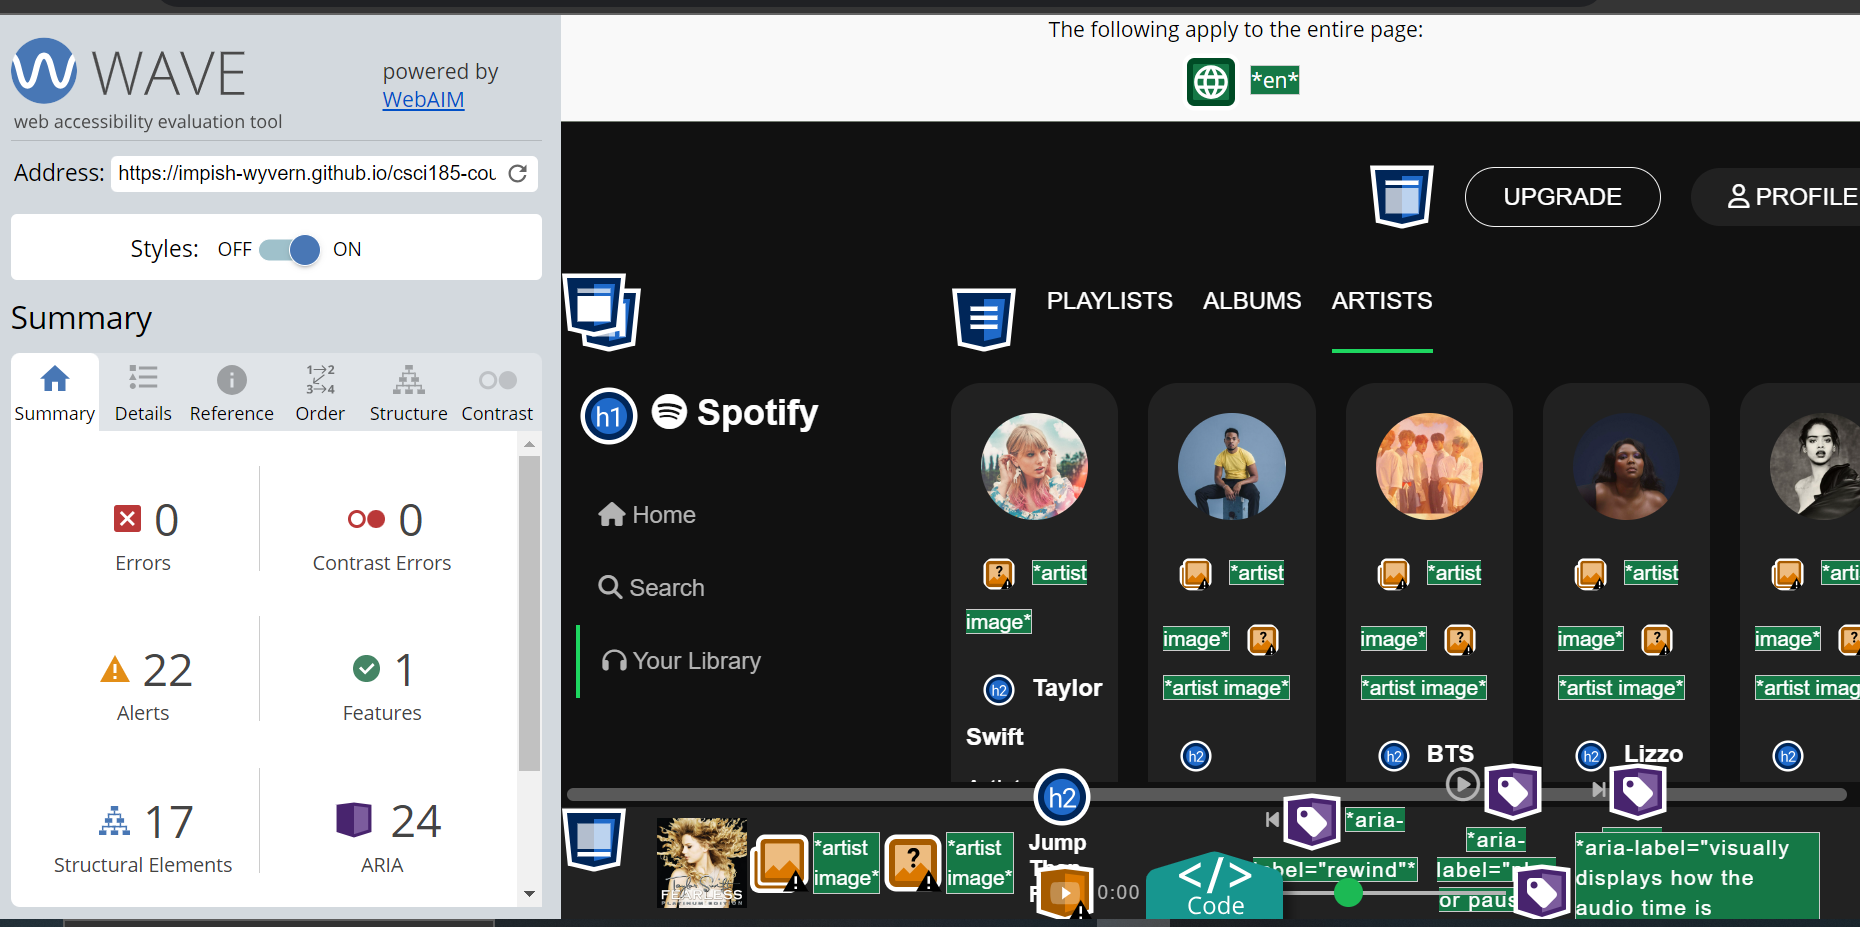 WAVE
powered by
WebAIM
web accessibility evaluation tool
Address: https://impish-wyvern.github.io/csci185-cou
Styles: OFF ON
Summary
Summary Details Reference Order Structure Contrast
0
Errors
0
Contrast Errors
22
Alerts
1
Features
17
Structural Elements
24
ARIA
The following apply to the entire page:
*en*
UPGRADE
PROFILE
PLAYLISTS ALBUMS ARTISTS
h1 Spotify
Home
Search
Your Library
*artist
image*
h2 Taylor
Swift
*artist
image*
*artist image*
h2
*artist
image*
*artist image*
h2 BTS
*artist
image*
*artist image*
h2 Lizzo
image*
h2
FEARLESS
PLATINUM EDITION
*artist
image*
*artist
image*
h2
Jump
0:00
</>
Code
*aria-
label="rewind"*
*aria-
*aria-label="visually
displays how the
audio time is